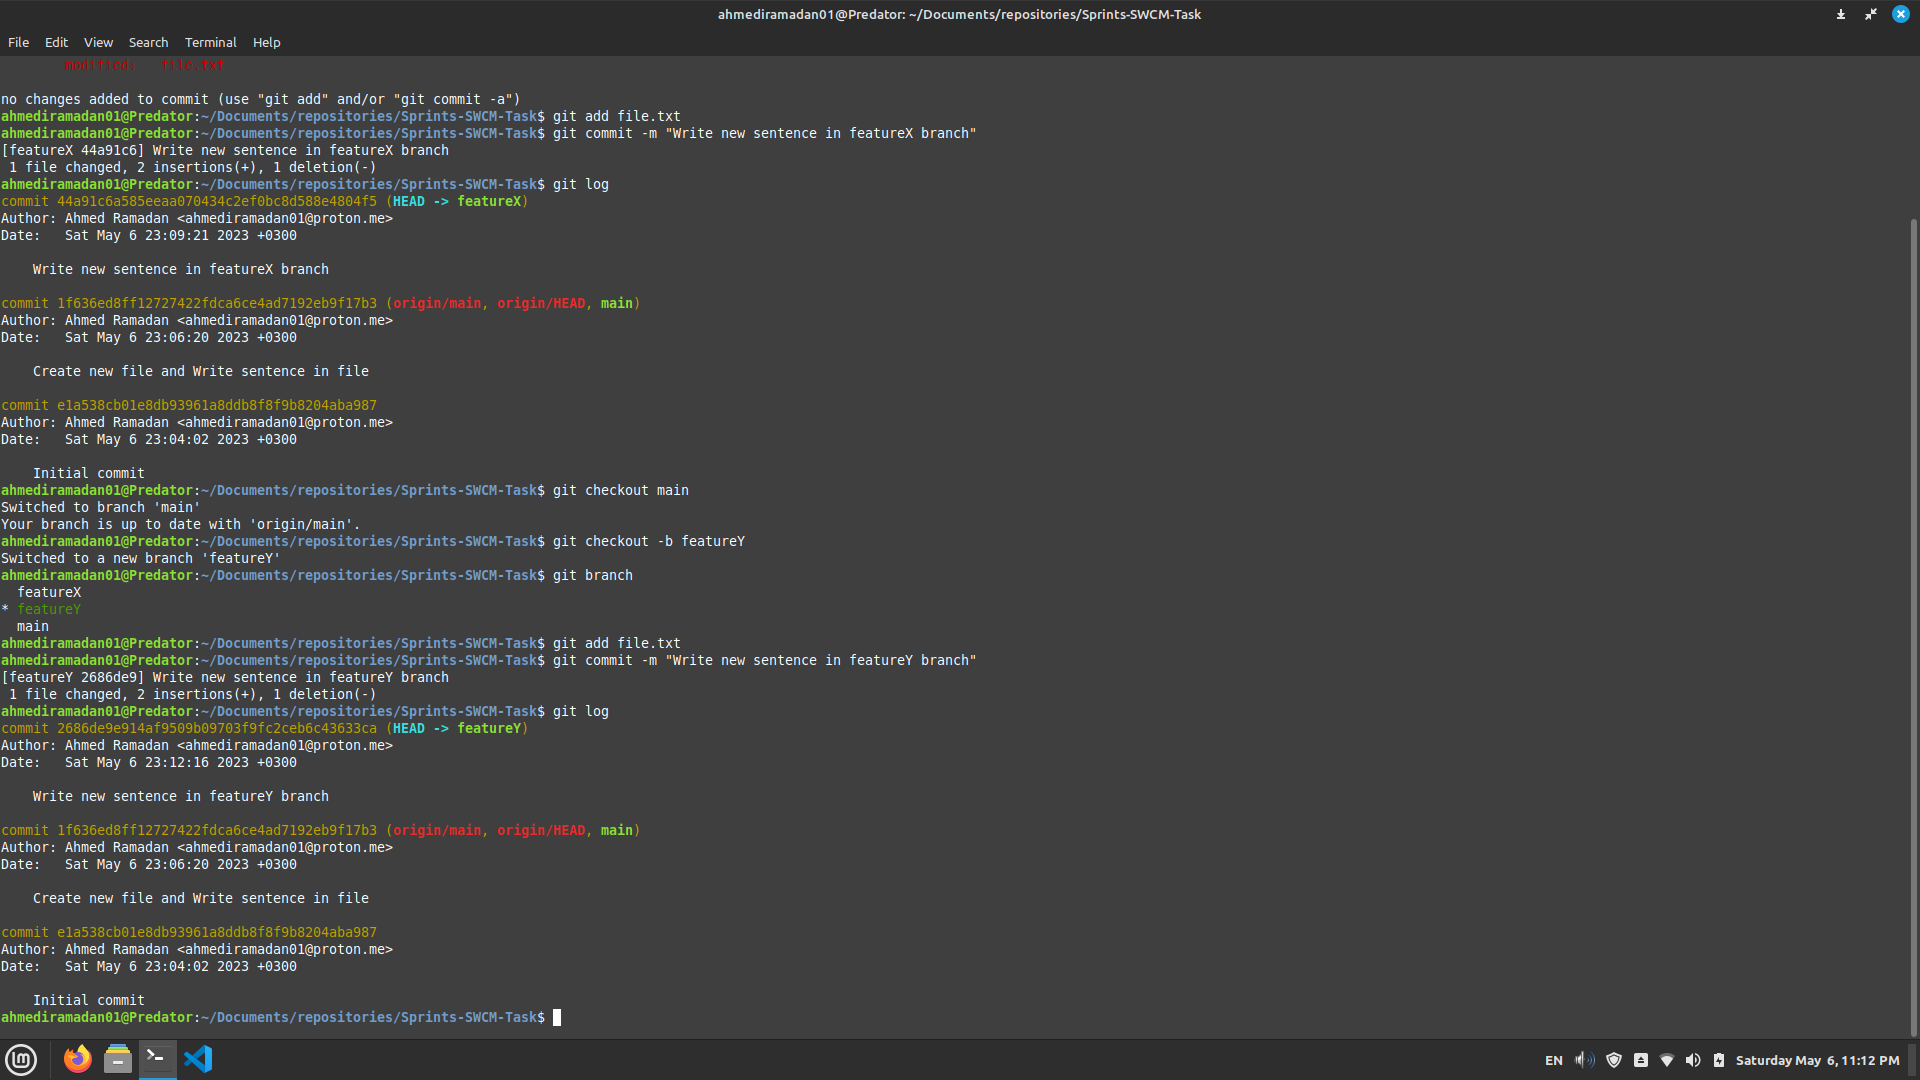 ahmediramadan01@Predator: ~/Documents/repositories/Sprints-SWCM-Task
File Edit View Search Terminal Help
modified:   file.txt
no changes added to commit (use "git add" and/or "git commit -a")
ahmediramadan01@Predator:~/Documents/repositories/Sprints-SWCM-Task$ git add file.txt
ahmediramadan01@Predator:~/Documents/repositories/Sprints-SWCM-Task$ git commit -m "Write new sentence in featureX branch"
[featureX 44a91c6] Write new sentence in featureX branch
 1 file changed, 2 insertions(+), 1 deletion(-)
ahmediramadan01@Predator:~/Documents/repositories/Sprints-SWCM-Task$ git log
commit 44a91c6a585eeaa070434c2ef0bc8d588e4804f5 (HEAD -> featureX)
Author: Ahmed Ramadan <ahmediramadan01@proton.me>
Date:   Sat May 6 23:09:21 2023 +0300
    Write new sentence in featureX branch
commit 1f636ed8ff12727422fdca6ce4ad7192eb9f17b3 (origin/main, origin/HEAD, main)
Author: Ahmed Ramadan <ahmediramadan01@proton.me>
Date:   Sat May 6 23:06:20 2023 +0300
    Create new file and Write sentence in file
commit e1a538cb01e8db93961a8ddb8f8f9b8204aba987
Author: Ahmed Ramadan <ahmediramadan01@proton.me>
Date:   Sat May 6 23:04:02 2023 +0300
    Initial commit
ahmediramadan01@Predator:~/Documents/repositories/Sprints-SWCM-Task$ git checkout main
Switched to branch 'main'
Your branch is up to date with 'origin/main'.
ahmediramadan01@Predator:~/Documents/repositories/Sprints-SWCM-Task$ git checkout -b featureY
Switched to a new branch 'featureY'
ahmediramadan01@Predator:~/Documents/repositories/Sprints-SWCM-Task$ git branch
  featureX
* featureY
  main
ahmediramadan01@Predator:~/Documents/repositories/Sprints-SWCM-Task$ git add file.txt
ahmediramadan01@Predator:~/Documents/repositories/Sprints-SWCM-Task$ git commit -m "Write new sentence in featureY branch"
[featureY 2686de9] Write new sentence in featureY branch
 1 file changed, 2 insertions(+), 1 deletion(-)
ahmediramadan01@Predator:~/Documents/repositories/Sprints-SWCM-Task$ git log
commit 2686de9e914af9509b09703f9fc2ceb6c43633ca (HEAD -> featureY)
Author: Ahmed Ramadan <ahmediramadan01@proton.me>
Date:   Sat May 6 23:12:16 2023 +0300
    Write new sentence in featureY branch
commit 1f636ed8ff12727422fdca6ce4ad7192eb9f17b3 (origin/main, origin/HEAD, main)
Author: Ahmed Ramadan <ahmediramadan01@proton.me>
Date:   Sat May 6 23:06:20 2023 +0300
    Create new file and Write sentence in file
commit e1a538cb01e8db93961a8ddb8f8f9b8204aba987
Author: Ahmed Ramadan <ahmediramadan01@proton.me>
Date:   Sat May 6 23:04:02 2023 +0300
    Initial commit
ahmediramadan01@Predator:~/Documents/repositories/Sprints-SWCM-Task$
EN Saturday May 6, 11:12 PM